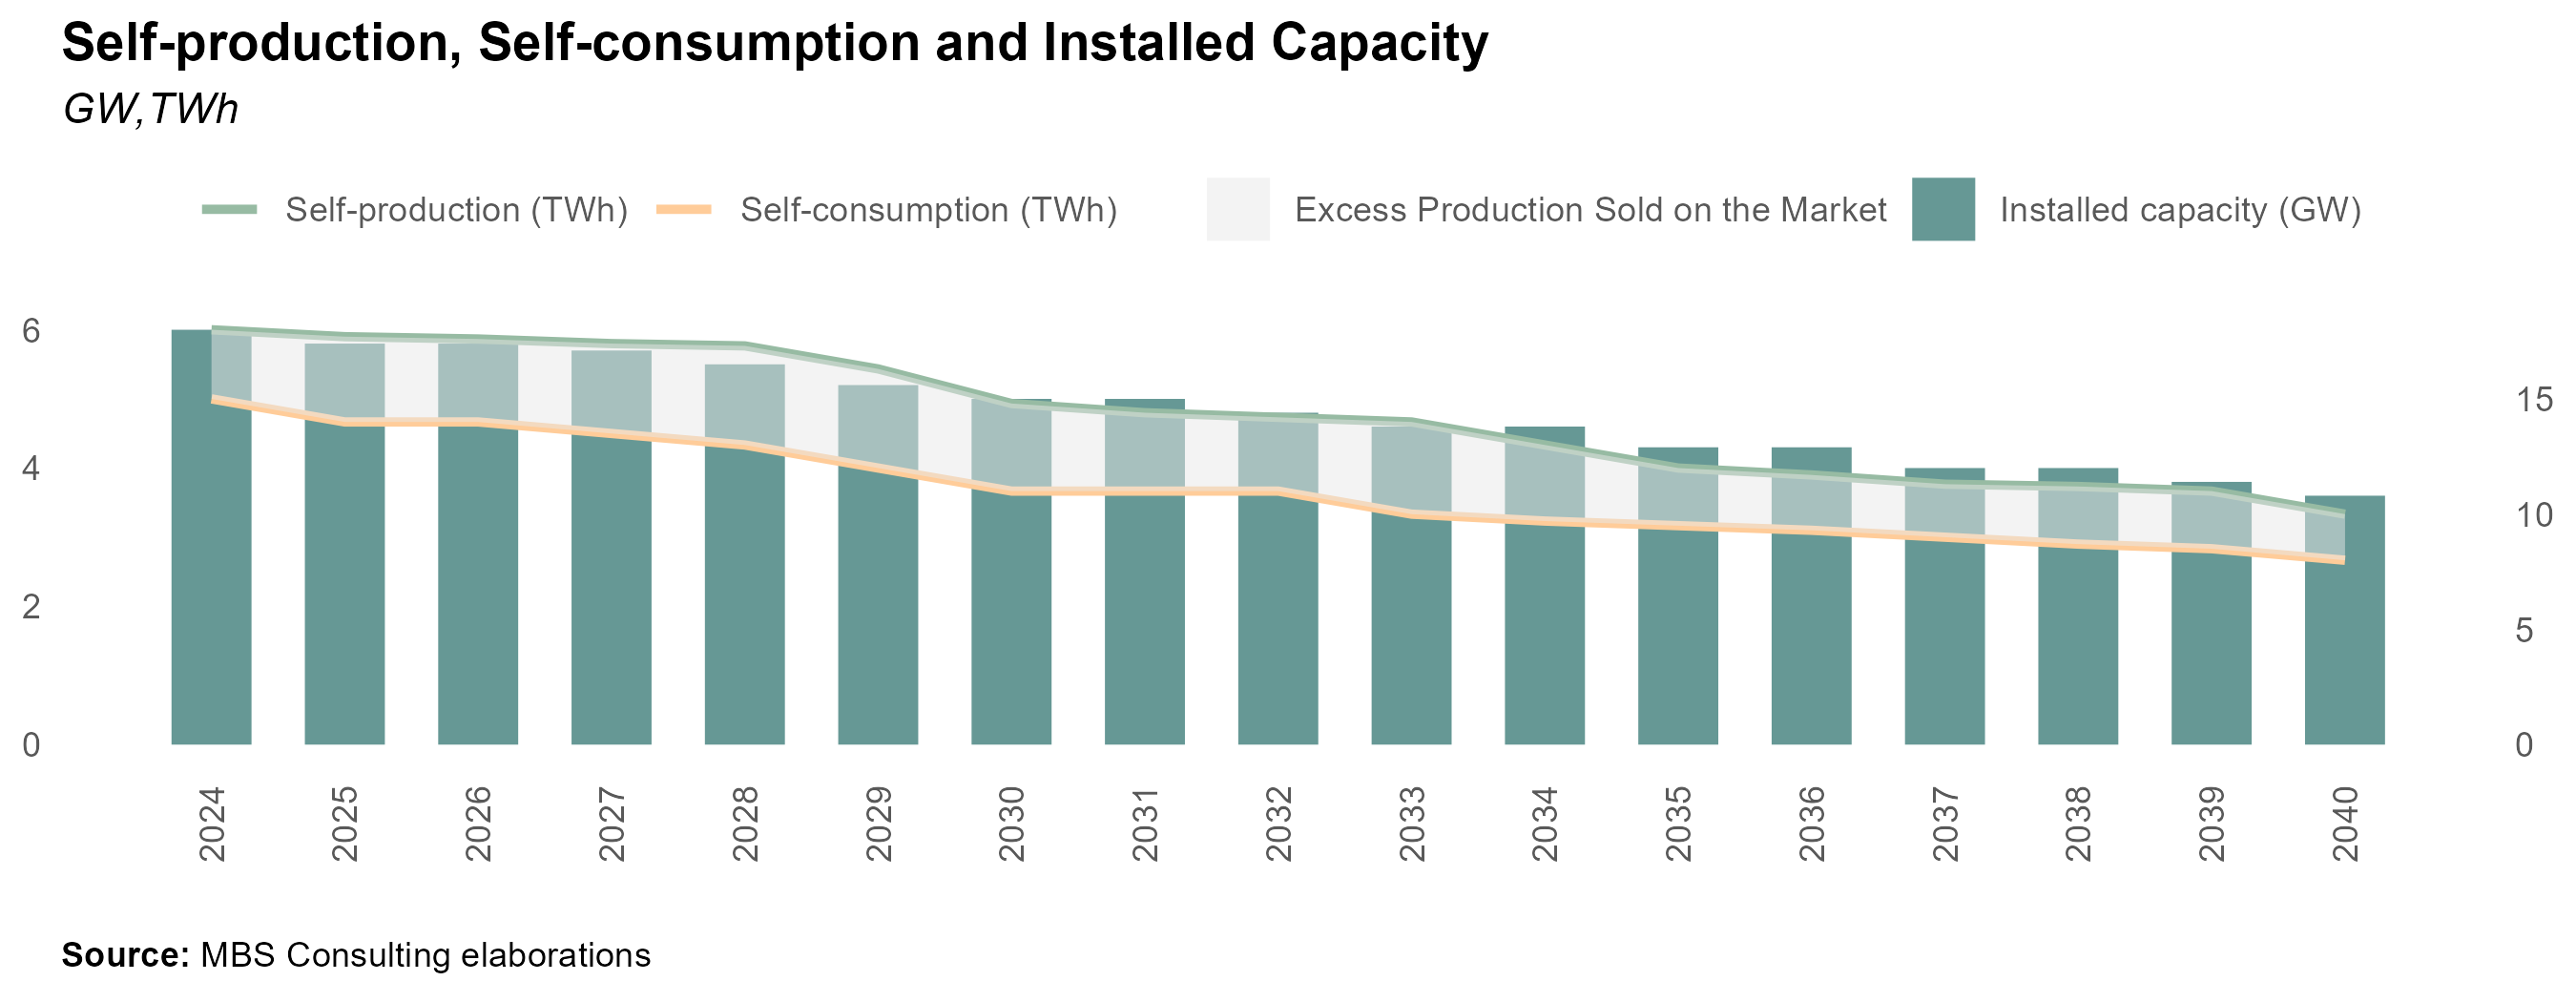 Self-production, Self-consumption and Installed Capacity
GW,TWh
Self-production (TWh) Self-consumption (TWh) Excess Production Sold on the Market Installed capacity (GW)
6
4
2
0
15
10
5
0
2024 2025 2026 2027 2028 2029 2030 2031 2032 2033 2034 2035 2036 2037 2038 2039 2040
Source: MBS Consulting elaborations